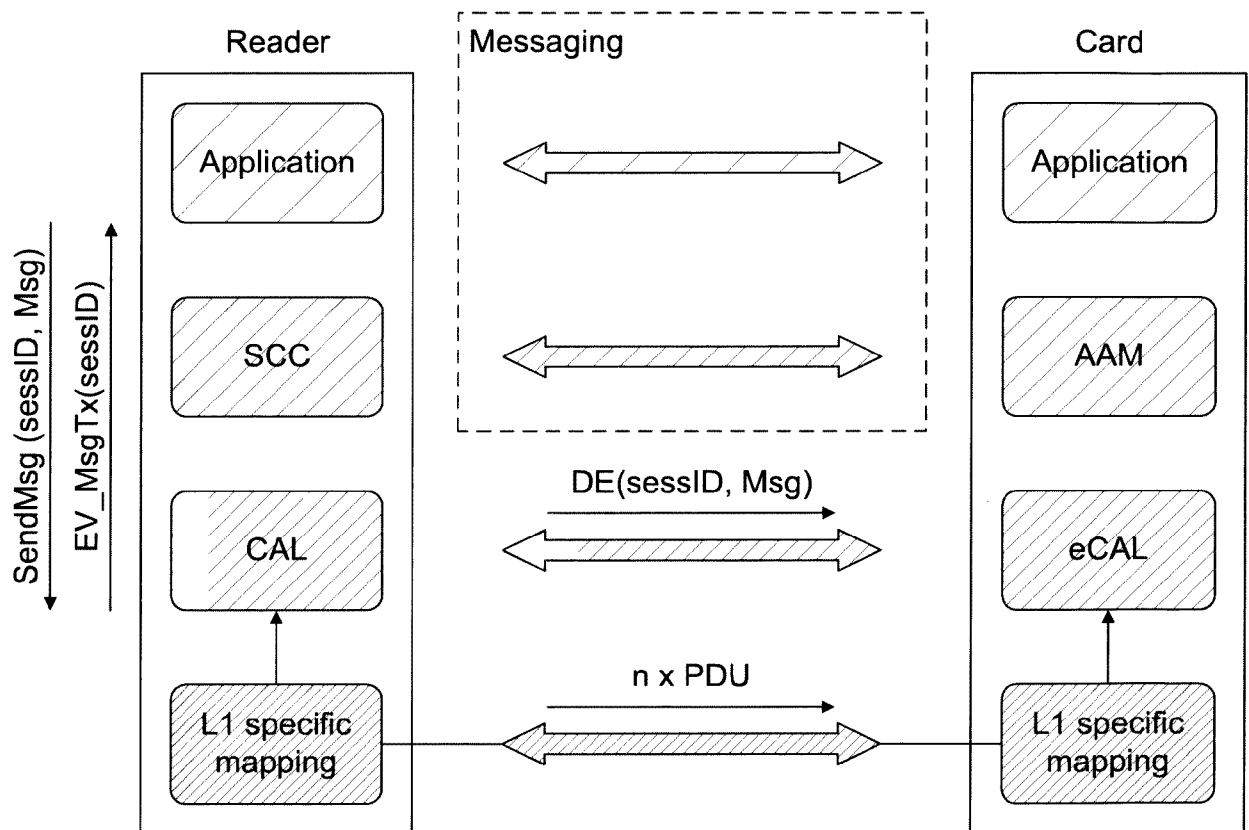 Reader
Messaging
Card
Application
Application
SendMsg (sessID, Msg)
EV_MsgTx(sessID)
SCC
AAM
DE(sessID, Msg)
CAL
eCAL
n x PDU
L1 specific
mapping
L1 specific
mapping